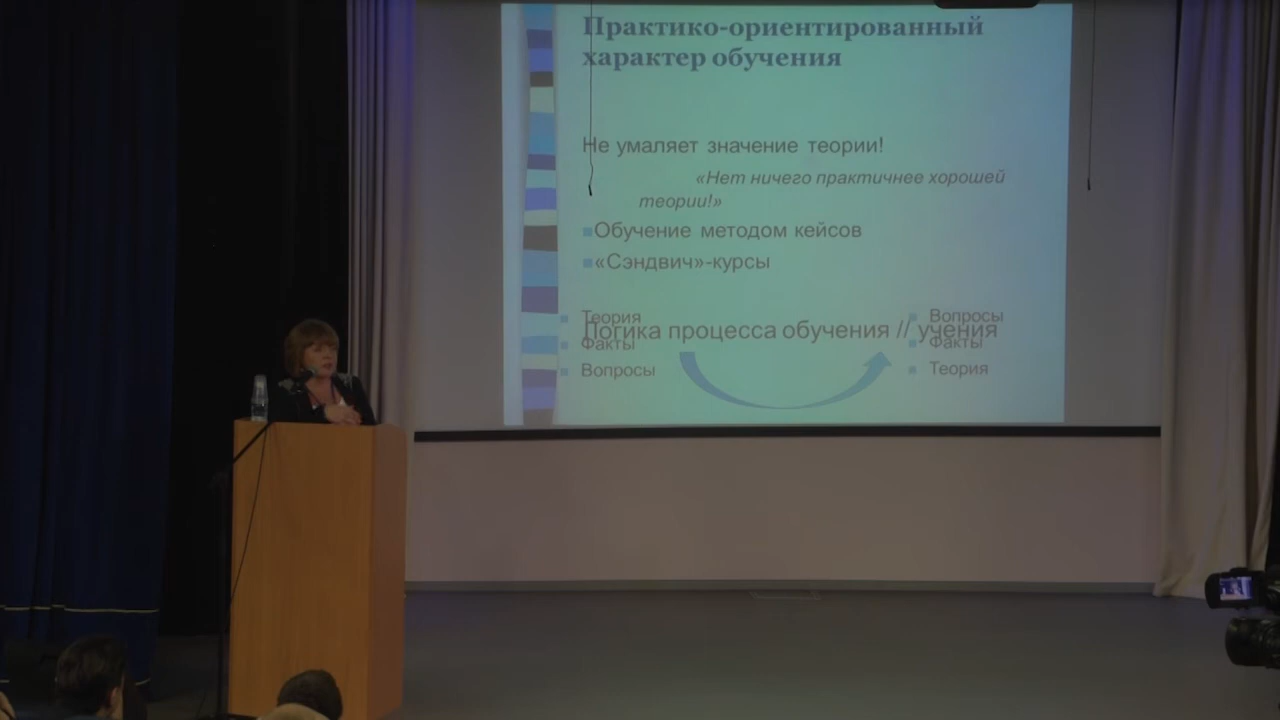 Практико-ориентированный
характер обучения
Не умаляет значение теории!
«Нет ничего практичнее хорошей
теории!»
Обучение методом кейсов
«Сэндвич»-курсы
Логика процесса обучения // учения
Теория
Факты
Вопросы
Вопросы
Факты
Теория